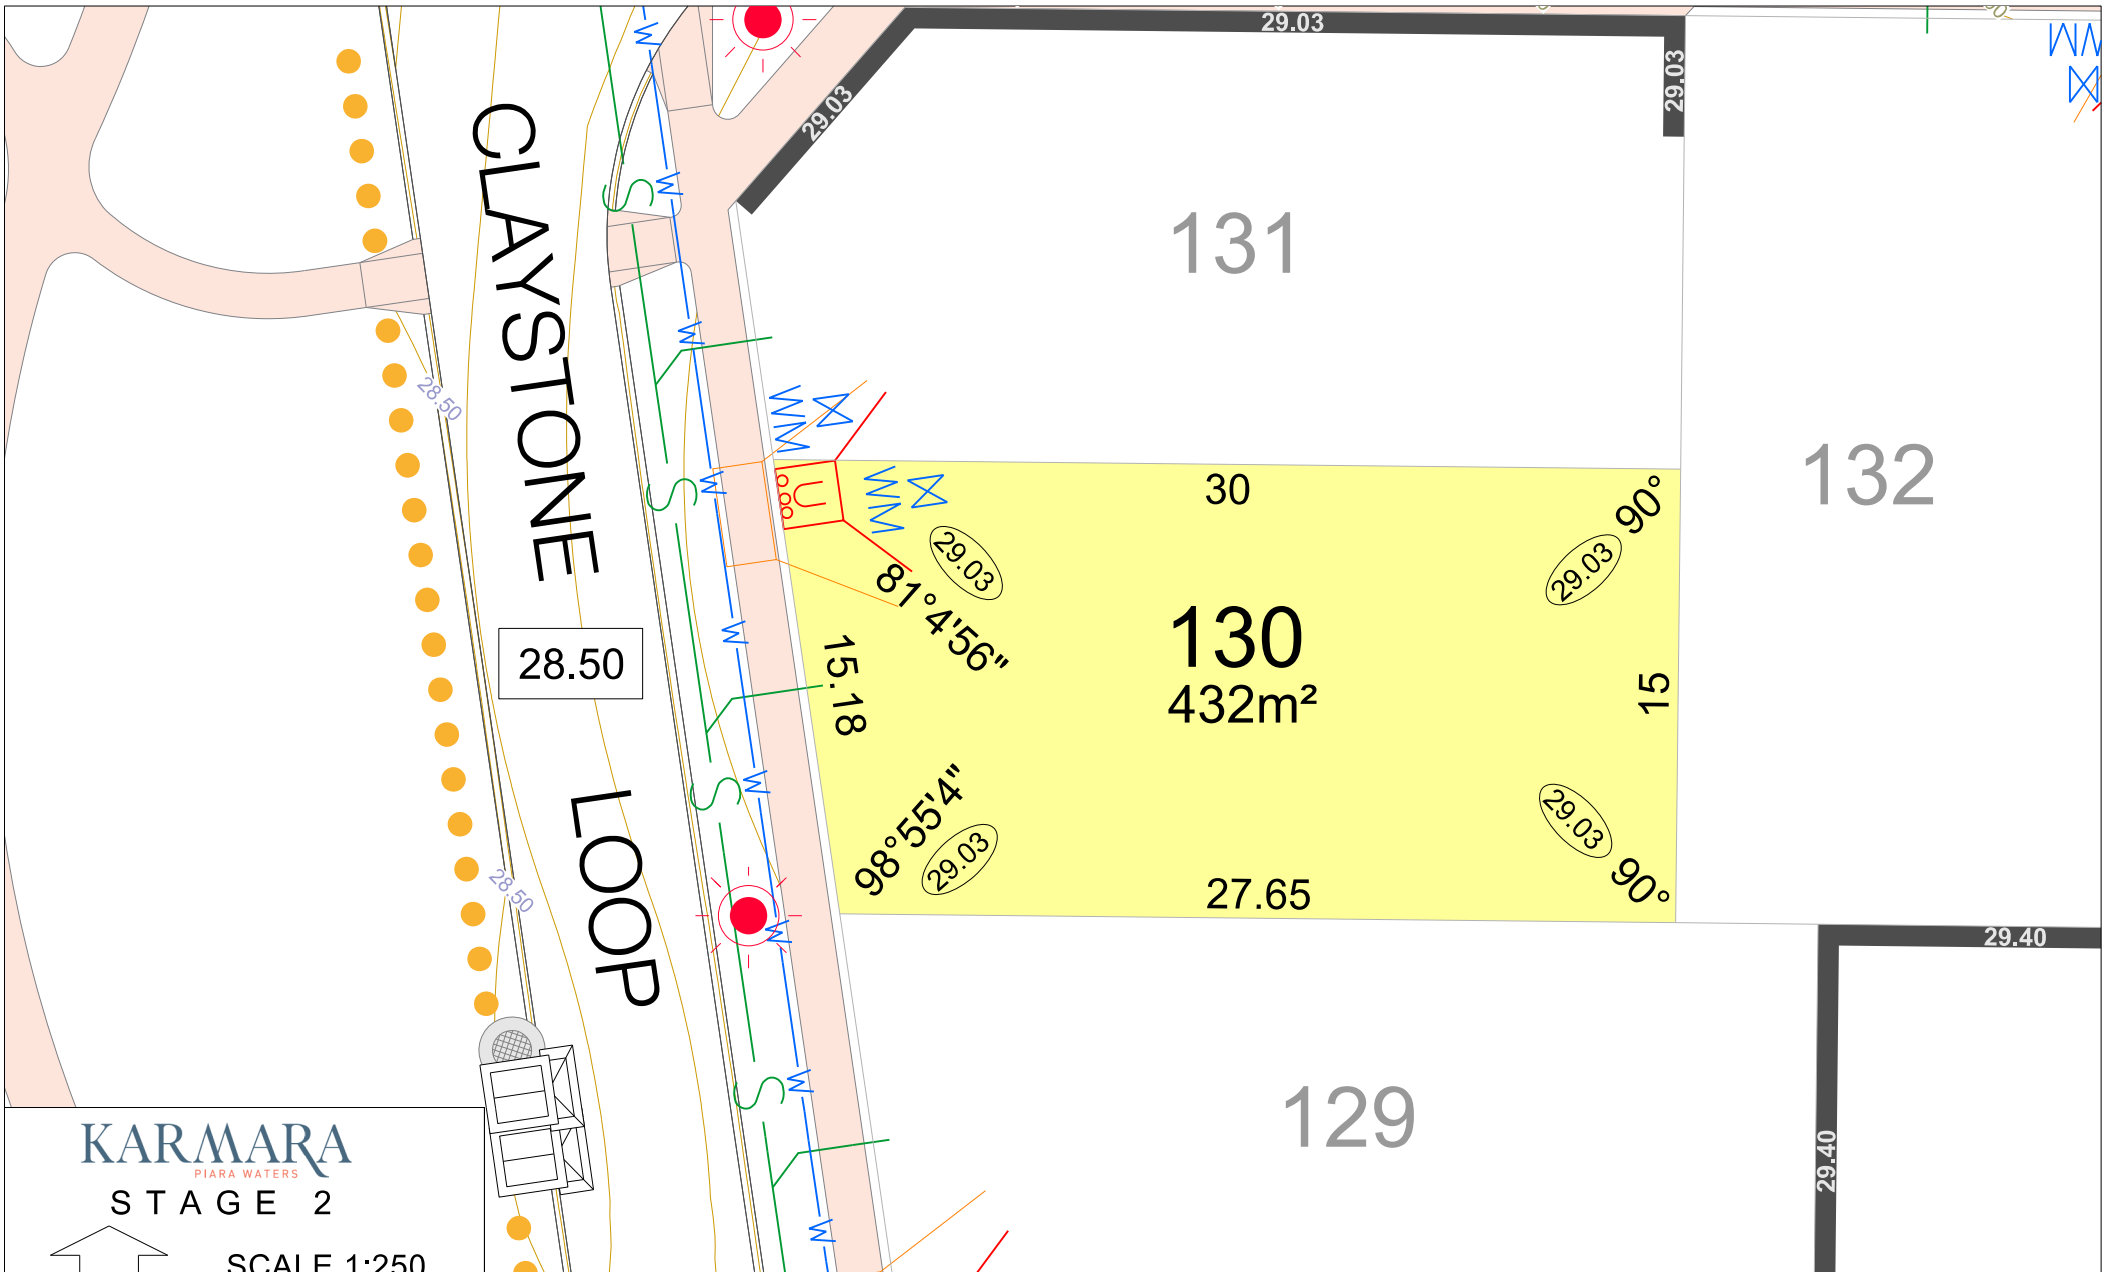 29.03
29.03
29.03
W
W
CLAYSTONE
LOOP
S
W
131
W
28.50
132
30
90°
29.03
29.03
81°4'56"
S
W
130
432m²
15
15.18
28.50
W
98°55'4"
29.03
29.03
90°
27.65
S
W
28.50
W
29.40
29.40
129
S
W
W
KARMARA
PIARA WATERS
STAGE 2
SCALE 1:250